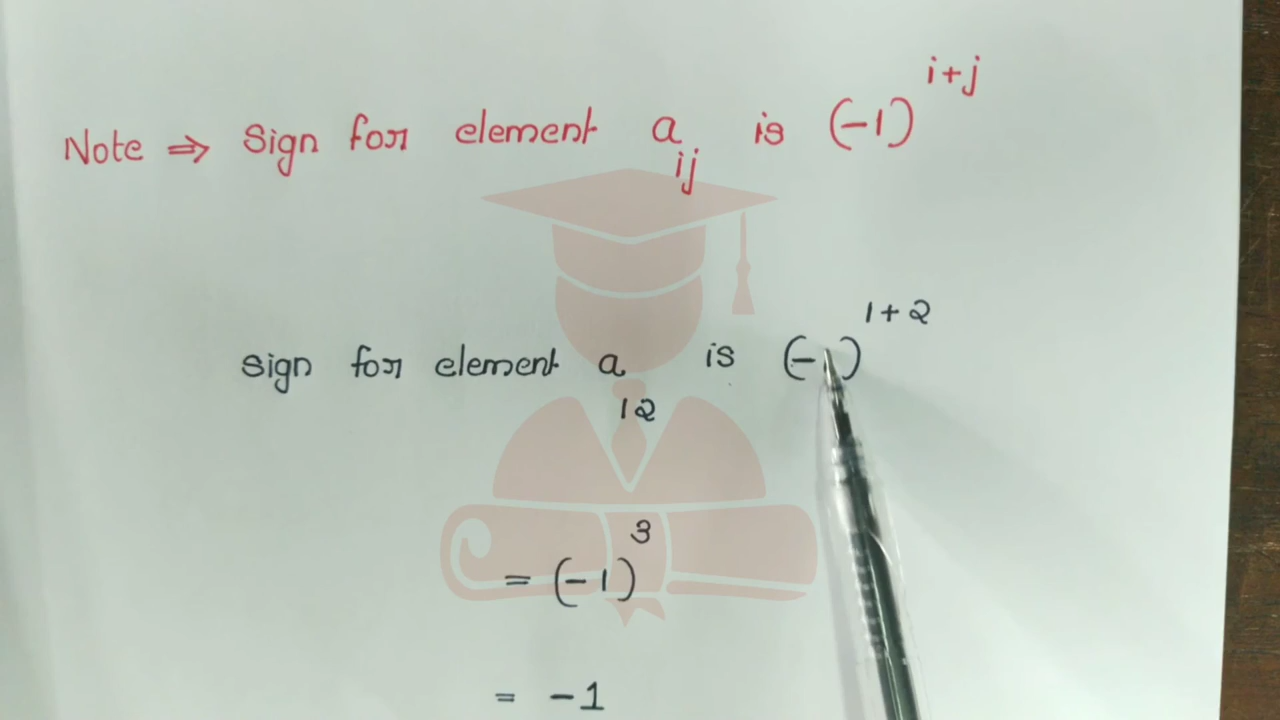 Note ⇒ Sign for element a_ij is (-1)^i+j
sign for element a_12 is (-1)^1+2
= (-1)^3
= -1